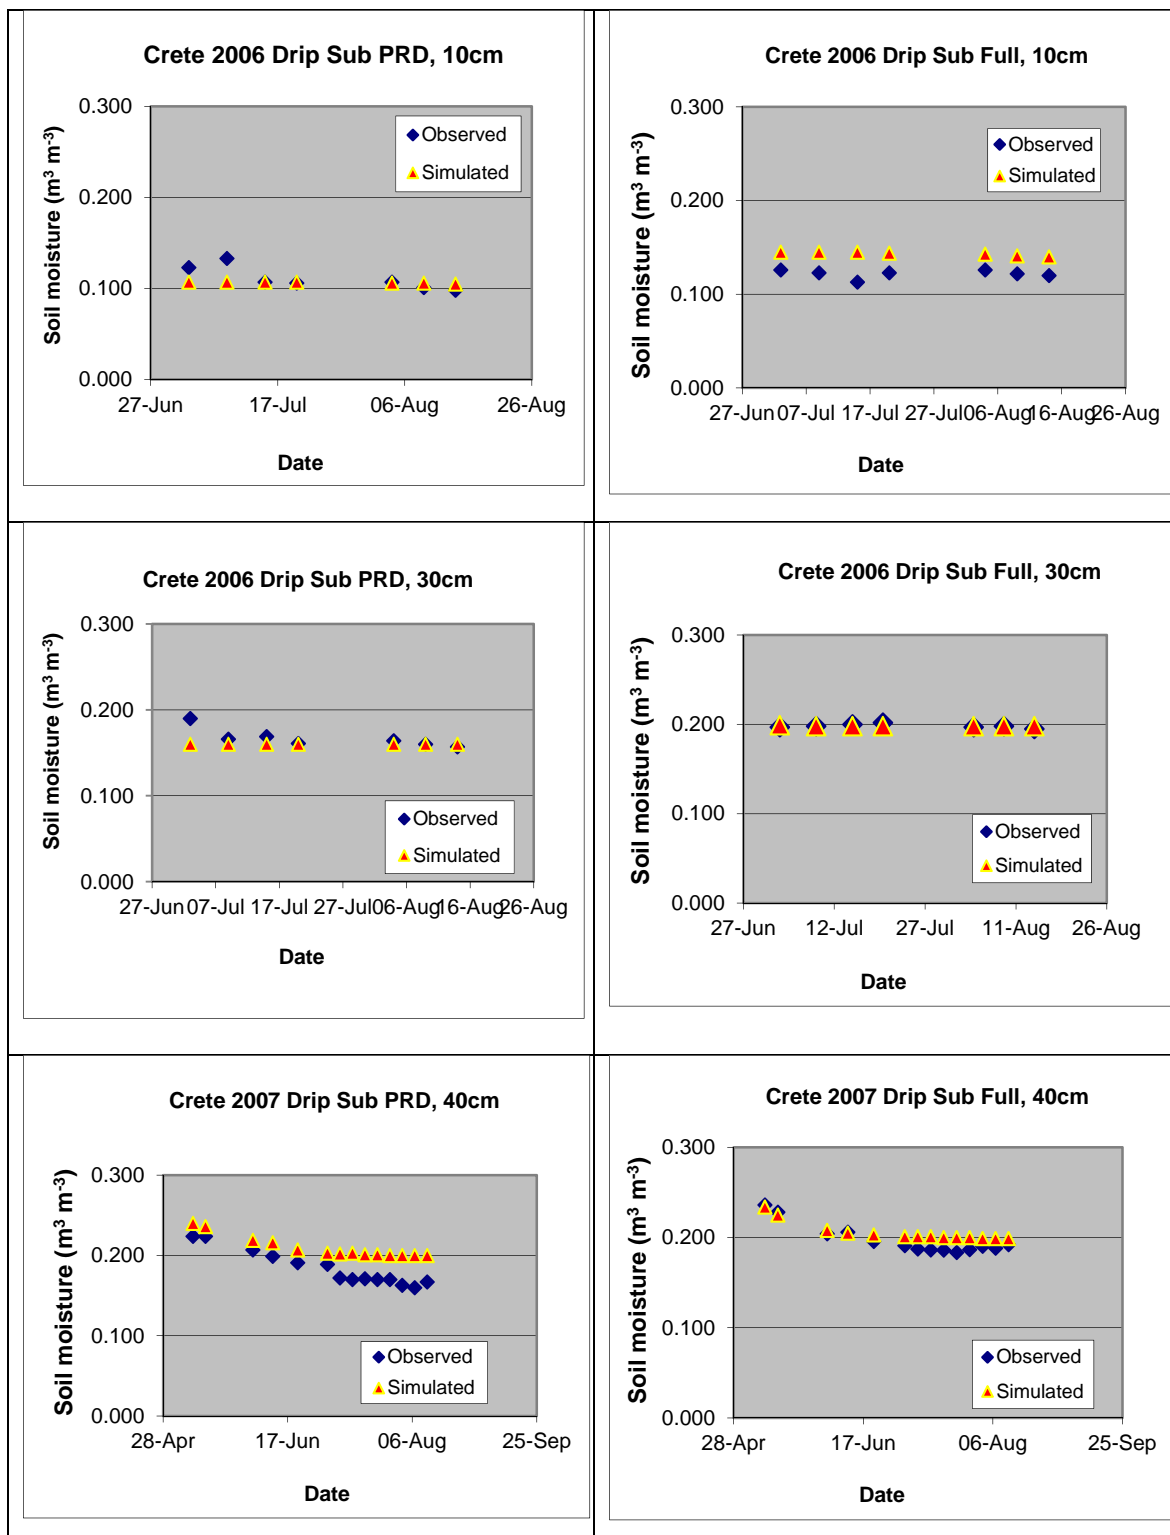 Crete 2006 Drip Sub PRD, 10cm
Soil moisture (m³ m⁻³)
0.300
0.200
0.100
0.000
Observed
Simulated
27-Jun 17-Jul 06-Aug 26-Aug
Date
Crete 2006 Drip Sub Full, 10cm
Soil moisture (m³ m⁻³)
0.300
0.200
0.100
0.000
Observed
Simulated
27-Jun 07-Jul 17-Jul 27-Jul 06-Aug 16-Aug 26-Aug
Date
Crete 2006 Drip Sub PRD, 30cm
Soil moisture (m³ m⁻³)
0.300
0.200
0.100
0.000
Observed
Simulated
27-Jun 07-Jul 17-Jul 27-Jul 06-Aug 16-Aug 26-Aug
Date
Crete 2006 Drip Sub Full, 30cm
Soil moisture (m³ m⁻³)
0.300
0.200
0.100
0.000
Observed
Simulated
27-Jun 12-Jul 27-Jul 11-Aug 26-Aug
Date
Crete 2007 Drip Sub PRD, 40cm
Soil moisture (m³ m⁻³)
0.300
0.200
0.100
0.000
Observed
Simulated
28-Apr 17-Jun 06-Aug 25-Sep
Date
Crete 2007 Drip Sub Full, 40cm
Soil moisture (m³ m⁻³)
0.300
0.200
0.100
0.000
Observed
Simulated
28-Apr 17-Jun 06-Aug 25-Sep
Date